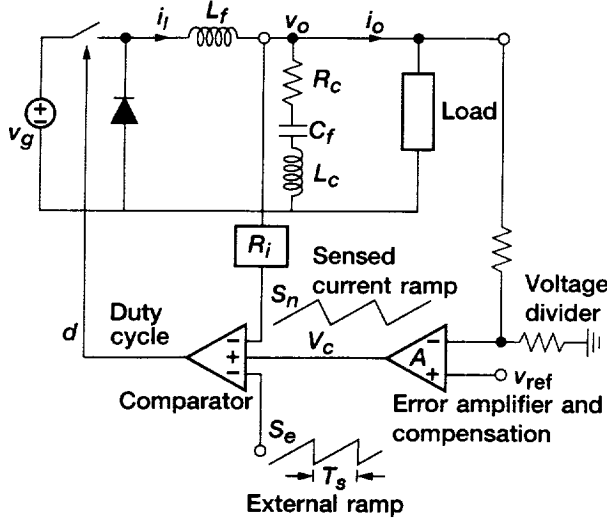 i_l
L_f
v_o
i_o
R_c
C_f
L_c
Load
v_g
R_i
S_n
Sensed
current ramp
Voltage
divider
Duty
cycle
d
V_c
A
v_ref
Comparator
Error amplifier and
compensation
S_e
T_s
External ramp